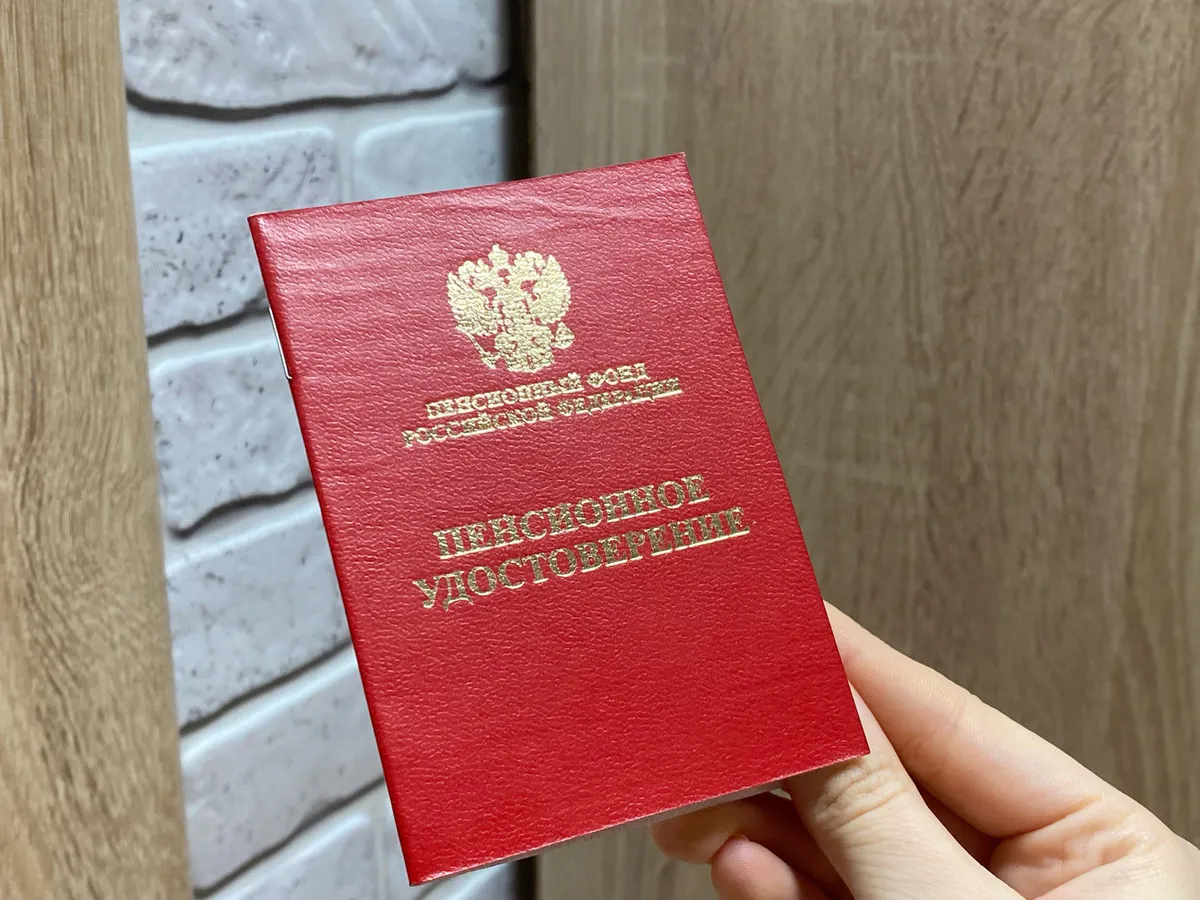 ПЕНСИОННЫЙ ФОНД
РОССИЙСКОЙ ФЕДЕРАЦИИ
ПЕНСИОННОЕ
УДОСТОВЕРЕНИЕ